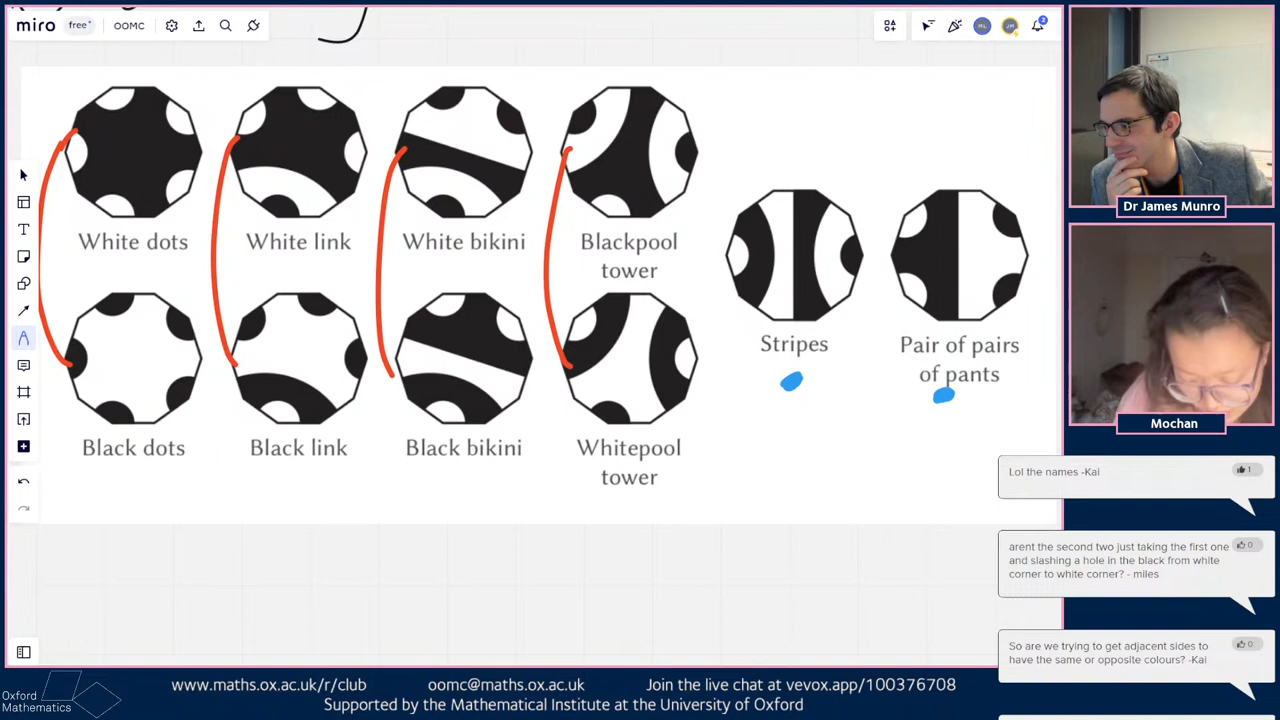 miro
free
OOMC
ML
JM
2
White dots
White link
White bikini
Blackpool
tower
Stripes
Pair of pairs
of pants
Black dots
Black link
Black bikini
Whitepool
tower
Dr James Munro
Mochan
Lol the names -Kai
1
arent the second two just taking the first one
and slashing a hole in the black from white
corner to white corner? - miles
0
So are we trying to get adjacent sides to
have the same or opposite colours? -Kai
0
Oxford
Mathematics
www.maths.ox.ac.uk/r/club
oomc@maths.ox.ac.uk
Join the live chat at vevox.app/100376708
Supported by the Mathematical Institute at the University of Oxford